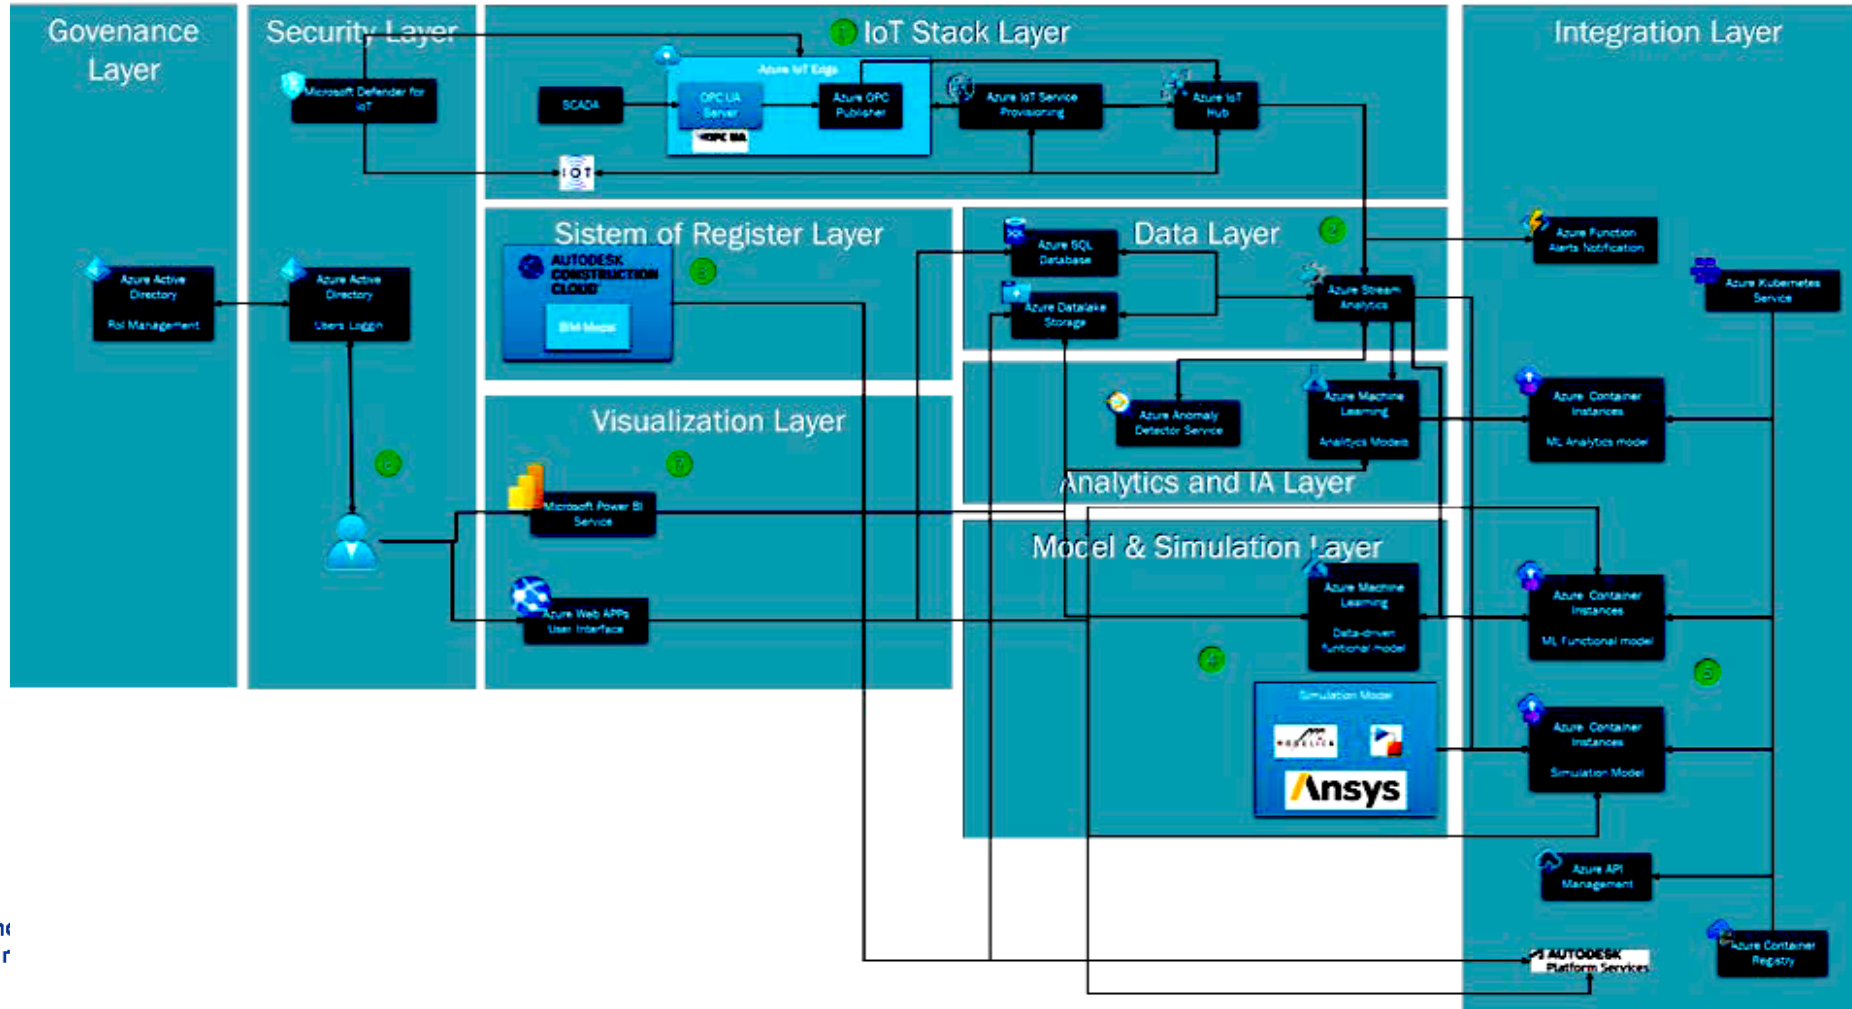 Govenance
Layer
Security Layer
IoT Stack Layer
Integration Layer
Microsoft Defender for
IoT
Azure IoT Edge
SCADA
OPC UA
Server
OPC UA
Azure OPC
Publisher
Azure IoT Service
Provisioning
Azure IoT
Hub
IOT
Azure Active
Directory
Rol Management
Azure Active
Directory
Users Loggin
Sistem of Register Layer
AUTODESK
CONSTRUCTION
CLOUD
BIM Model
Data Layer
Azure SQL
Database
Azure Datalake
Storage
Azure Stream
Analytics
Azure Function
Alerts Notification
Azure Kubernetes
Service
Visualization Layer
Microsoft Power BI
Service
Azure Web APPs
User Interface
Azure Anomaly
Detector Service
Azure Machine
Learning
Analitycs Models
Analytics and IA Layer
Azure Container
Instances
ML Analytics model
Model & Simulation Layer
Azure Machine
Learning
Data-driven
funtional model
Azure Container
Instances
ML Functional model
Simulation Model
MODELICA
Ansys
Azure Container
Instances
Simulation Model
Azure API
Management
AUTODESK
Platform Services
Azure Container
Registry